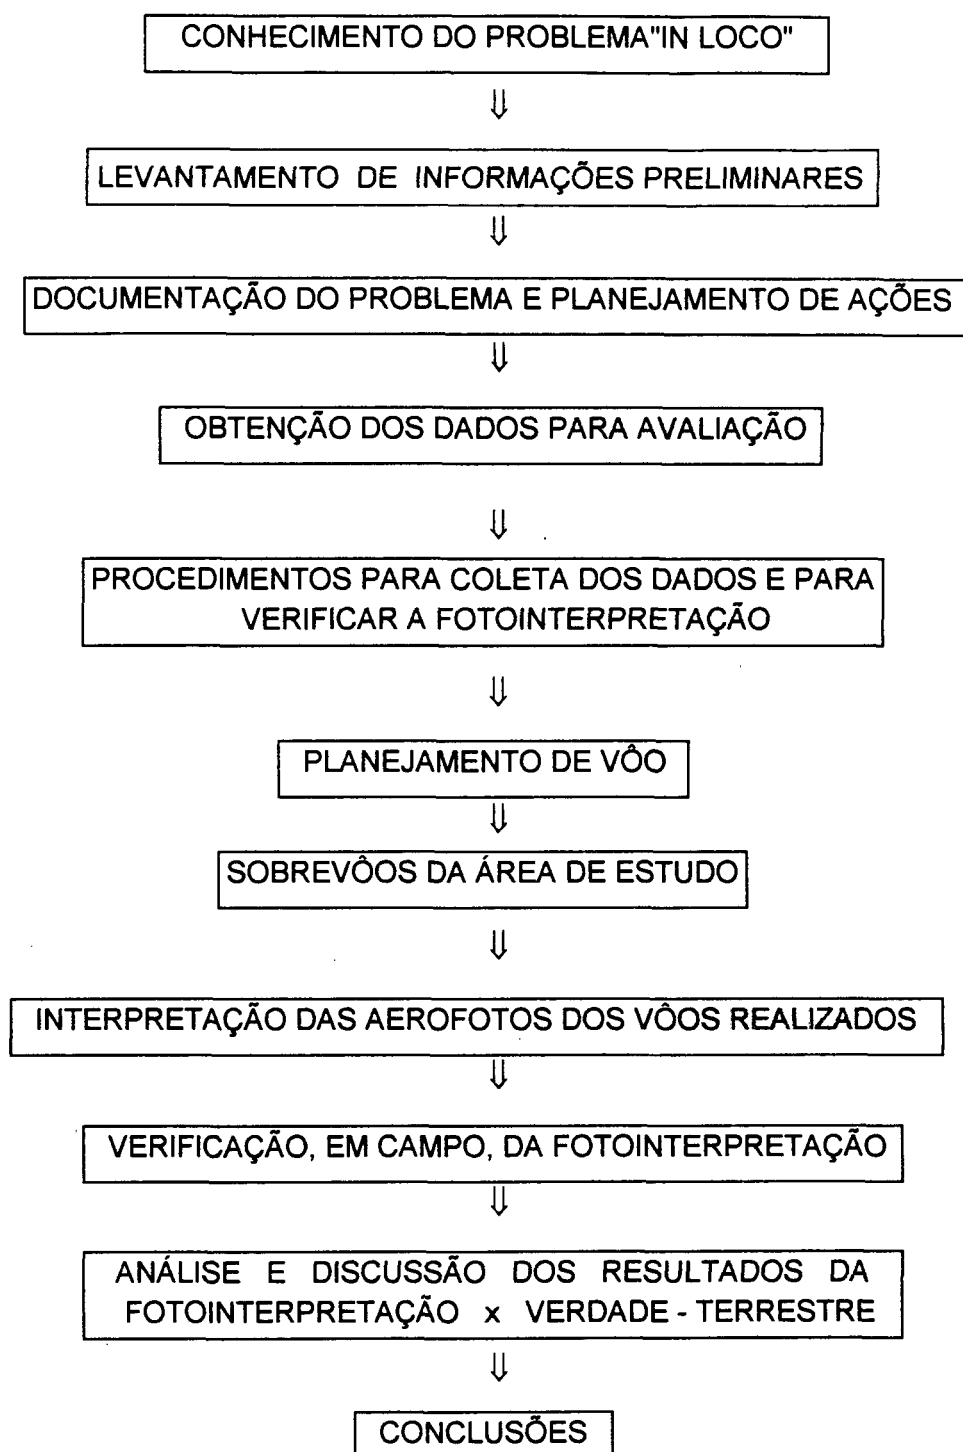 CONHECIMENTO DO PROBLEMA"IN LOCO"
⇓
LEVANTAMENTO DE INFORMAÇÕES PRELIMINARES
⇓
DOCUMENTAÇÃO DO PROBLEMA E PLANEJAMENTO DE AÇÕES
⇓
OBTENÇÃO DOS DADOS PARA AVALIAÇÃO
⇓
PROCEDIMENTOS PARA COLETA DOS DADOS E PARA
VERIFICAR A FOTOINTERPRETAÇÃO
⇓
PLANEJAMENTO DE VÔO
⇓
SOBREVÔOS DA ÁREA DE ESTUDO
⇓
INTERPRETAÇÃO DAS AEROFOTOS DOS VÔOS REALIZADOS
⇓
VERIFICAÇÃO, EM CAMPO, DA FOTOINTERPRETAÇÃO
⇓
ANÁLISE E DISCUSSÃO DOS RESULTADOS DA
FOTOINTERPRETAÇÃO x VERDADE - TERRESTRE
⇓
CONCLUSÕES